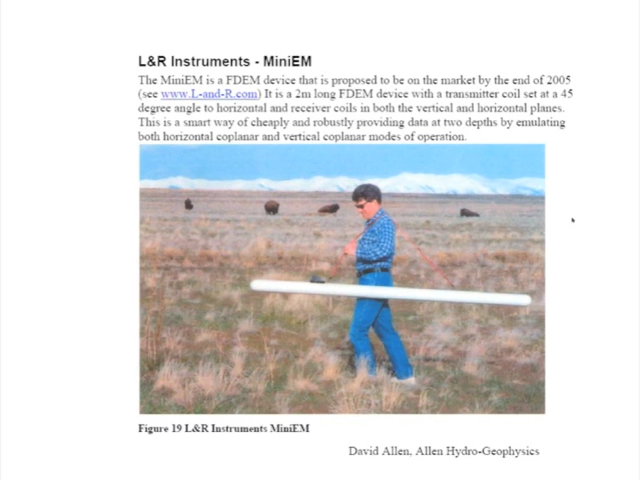 L&R Instruments - MiniEM
The MiniEM is a FDEM device that is proposed to be on the market by the end of 2005
(see www.L-and-R.com) It is a 2m long FDEM device with a transmitter coil set at a 45
degree angle to horizontal and receiver coils in both the vertical and horizontal planes.
This is a smart way of cheaply and robustly providing data at two depths by emulating
both horizontal coplanar and vertical coplanar modes of operation.
Figure 19 L&R Instruments MiniEM
David Allen, Allen Hydro-Geophysics